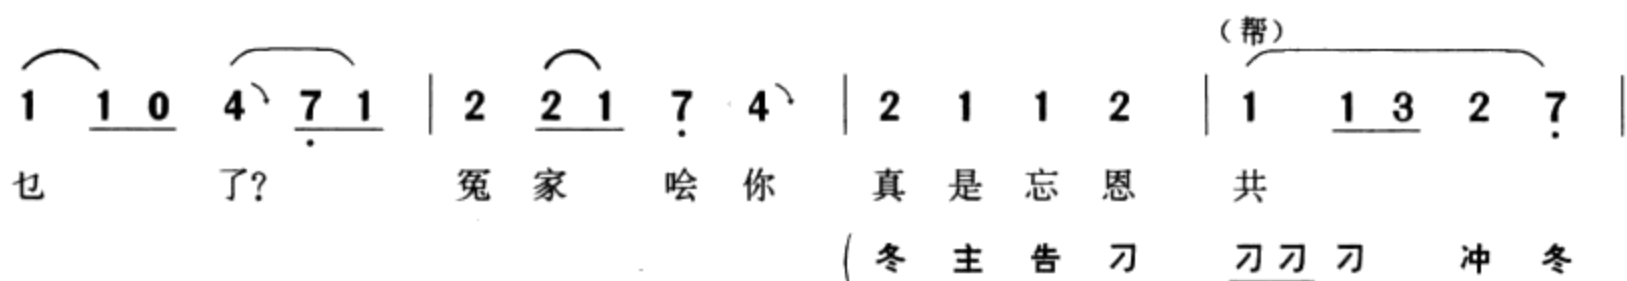 （帮）
1 1 0 4 7 1 | 2 2 1 7 4 | 2 1 1 2 | 1 1 3 2 7 |
乜 了? 冤 家 哙 你 真 是 忘 恩 共
( 冬 主 告 刁 刁 刁 刁 冲 冬